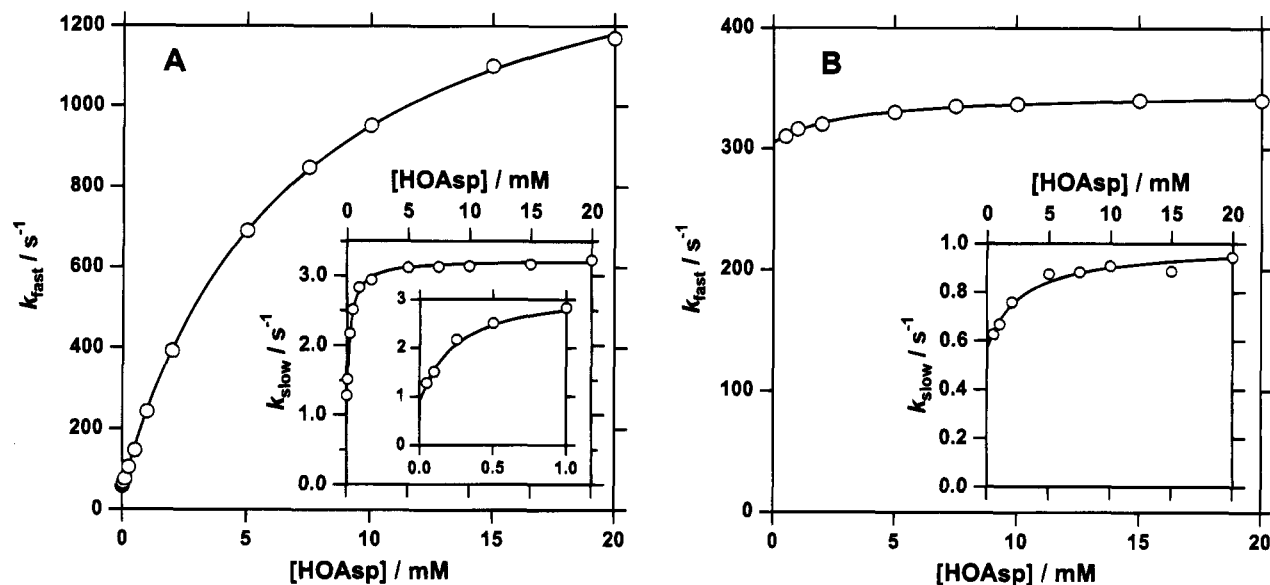 A
1200
1000
800
600
400
200
0
k_fast / s⁻¹
0 5 10 15 20
[HOAsp] / mM
[HOAsp] / mM
0 5 10 15 20
3.0
2.0
1.0
0.0
k_slow / s⁻¹
3
2
1
0
0.0 0.5 1.0
B
400
300
200
100
0
k_fast / s⁻¹
0 5 10 15 20
[HOAsp] / mM
[HOAsp] / mM
0 5 10 15 20
1.0
0.8
0.6
0.4
0.2
0.0
k_slow / s⁻¹